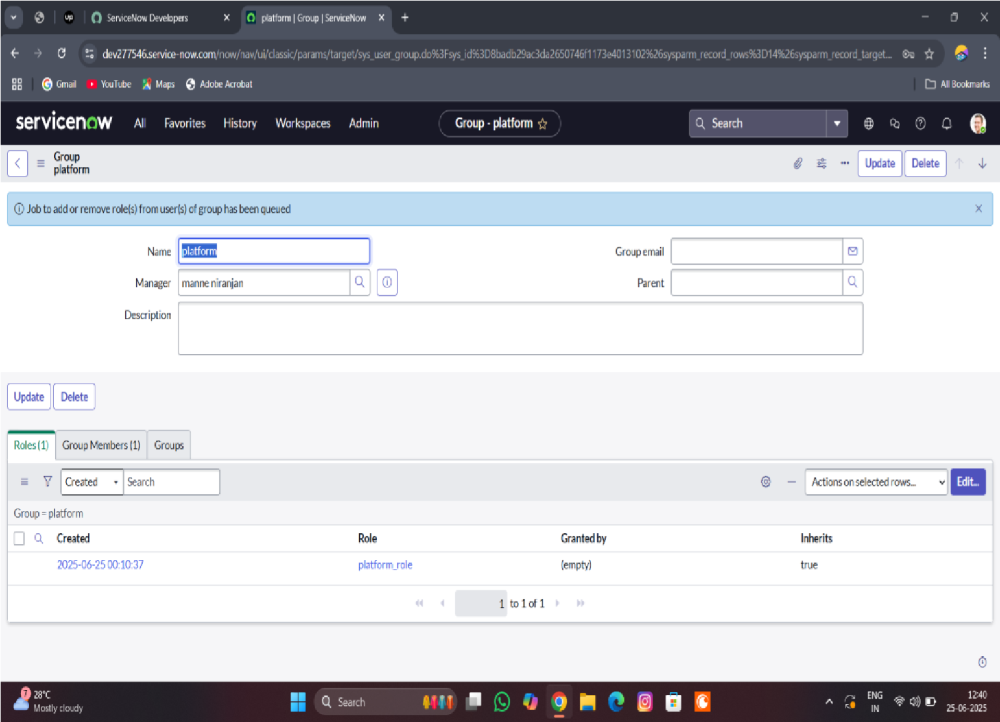 up
ServiceNow Developers
platform | Group | ServiceNow
dev277546.service-now.com/now/nav/ui/classic/params/target/sys_user_group.do%3Fsys_id%3D8badb29ac3da2650746f1173e4013102%26sysparm_record_rows%3D14%26sysparm_record_target...
Gmail
YouTube
Maps
Adobe Acrobat
All Bookmarks
servicenow
All
Favorites
History
Workspaces
Admin
Group - platform
Search
Group
platform
Update
Delete
Job to add or remove role(s) from user(s) of group has been queued
Name
platform
Group email
Manager
manne niranjan
Parent
Description
Update
Delete
Roles (1)
Group Members (1)
Groups
Created
Search
Actions on selected rows...
Edit...
Group = platform
Created
Role
Granted by
Inherits
2025-06-25 00:10:37
platform_role
(empty)
true
1 to 1 of 1
7
28°C
Mostly cloudy
Search
ENG
IN
12:40
25-06-2025